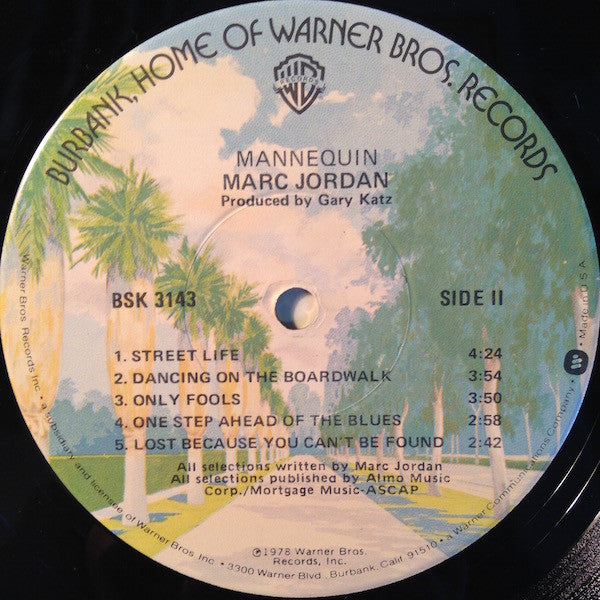 BURBANK, HOME OF WARNER BROS. RECORDS
WB
RECORDS
MANNEQUIN
MARC JORDAN
Produced by Gary Katz
BSK 3143
SIDE II
1. STREET LIFE 4:24
2. DANCING ON THE BOARDWALK 3:54
3. ONLY FOOLS 3:50
4. ONE STEP AHEAD OF THE BLUES 2:58
5. LOST BECAUSE YOU CAN'T BE FOUND 2:42
All selections written by Marc Jordan
All selections published by Almo Music
Corp./Mortgage Music-ASCAP
℗1978 Warner Bros.
Records, Inc.
Warner Bros. Records Inc. • a subsidiary and licensee of Warner Bros. Inc. • 3300 Warner Blvd., Burbank, Calif. 91510 • a Warner Communications Company • Made in U.S.A.